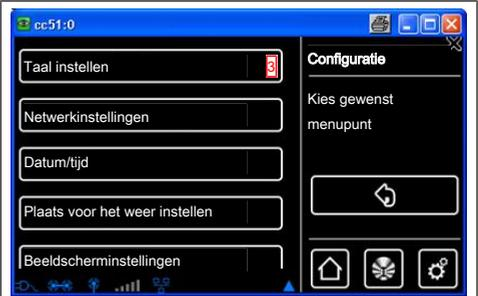 cc51:0
Taal instellen
3
Netwerkinstellingen
Datum/tijd
Plaats voor het weer instellen
Beeldscherminstellingen
Configuratie
Kies gewenst
menupunt